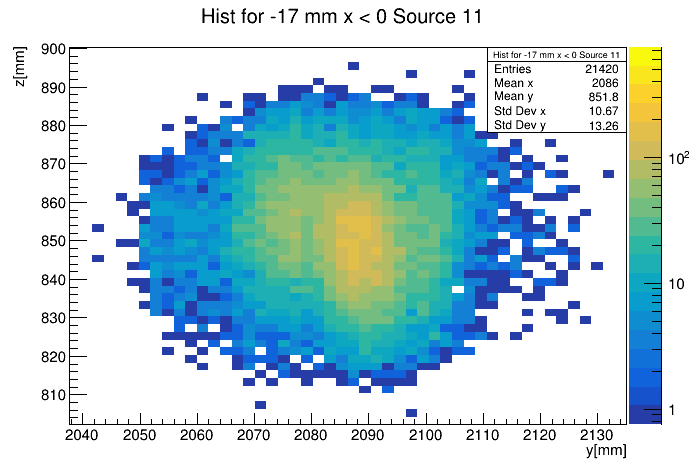 Hist for -17 mm x < 0 Source 11
z[mm]
900
890
880
870
860
850
840
830
820
810
2040 2050 2060 2070 2080 2090 2100 2110 2120 2130
y[mm]
Hist for -17 mm x < 0 Source 11
Entries 21420
Mean x 2086
Mean y 851.8
Std Dev x 10.67
Std Dev y 13.26
10²
10
1